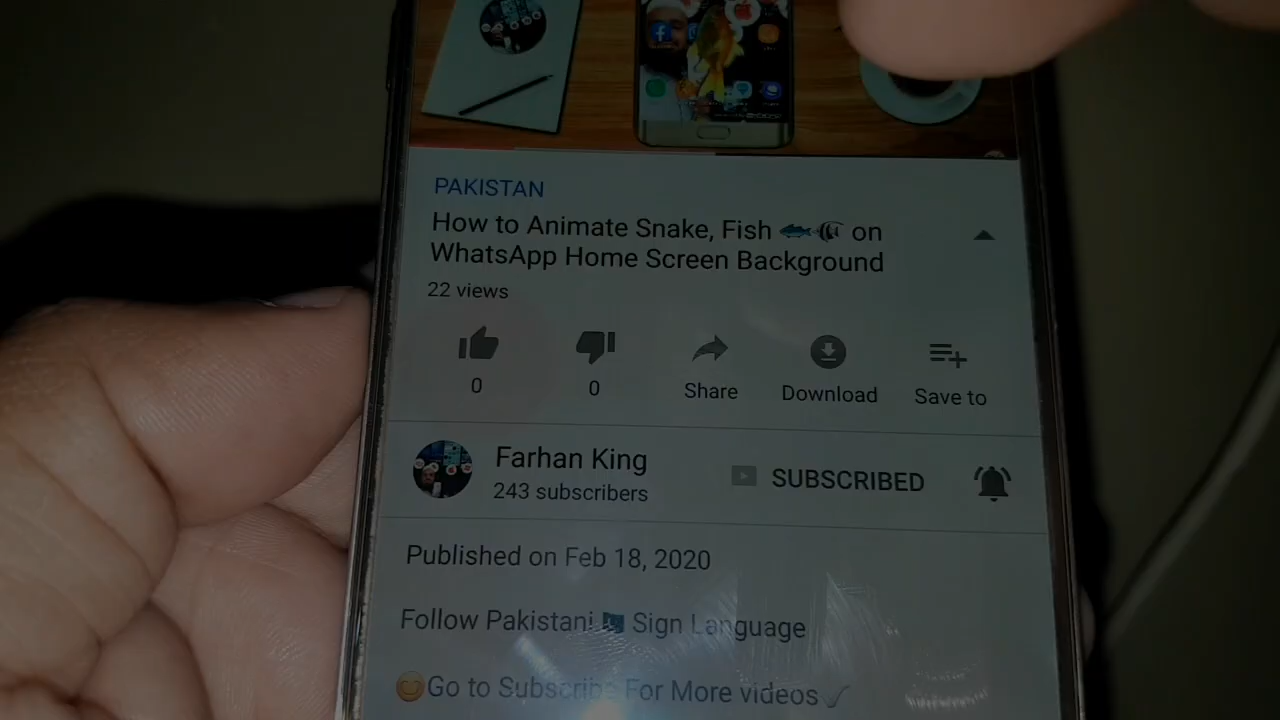 PAKISTAN
How to Animate Snake, Fish 🐟🐠 on
WhatsApp Home Screen Background
22 views
0
0
Share
Download
Save to
Farhan King
243 subscribers
SUBSCRIBED
Published on Feb 18, 2020
Follow Pakistani 🇵🇰 Sign Language
😊Go to Subscribe For More videos✓